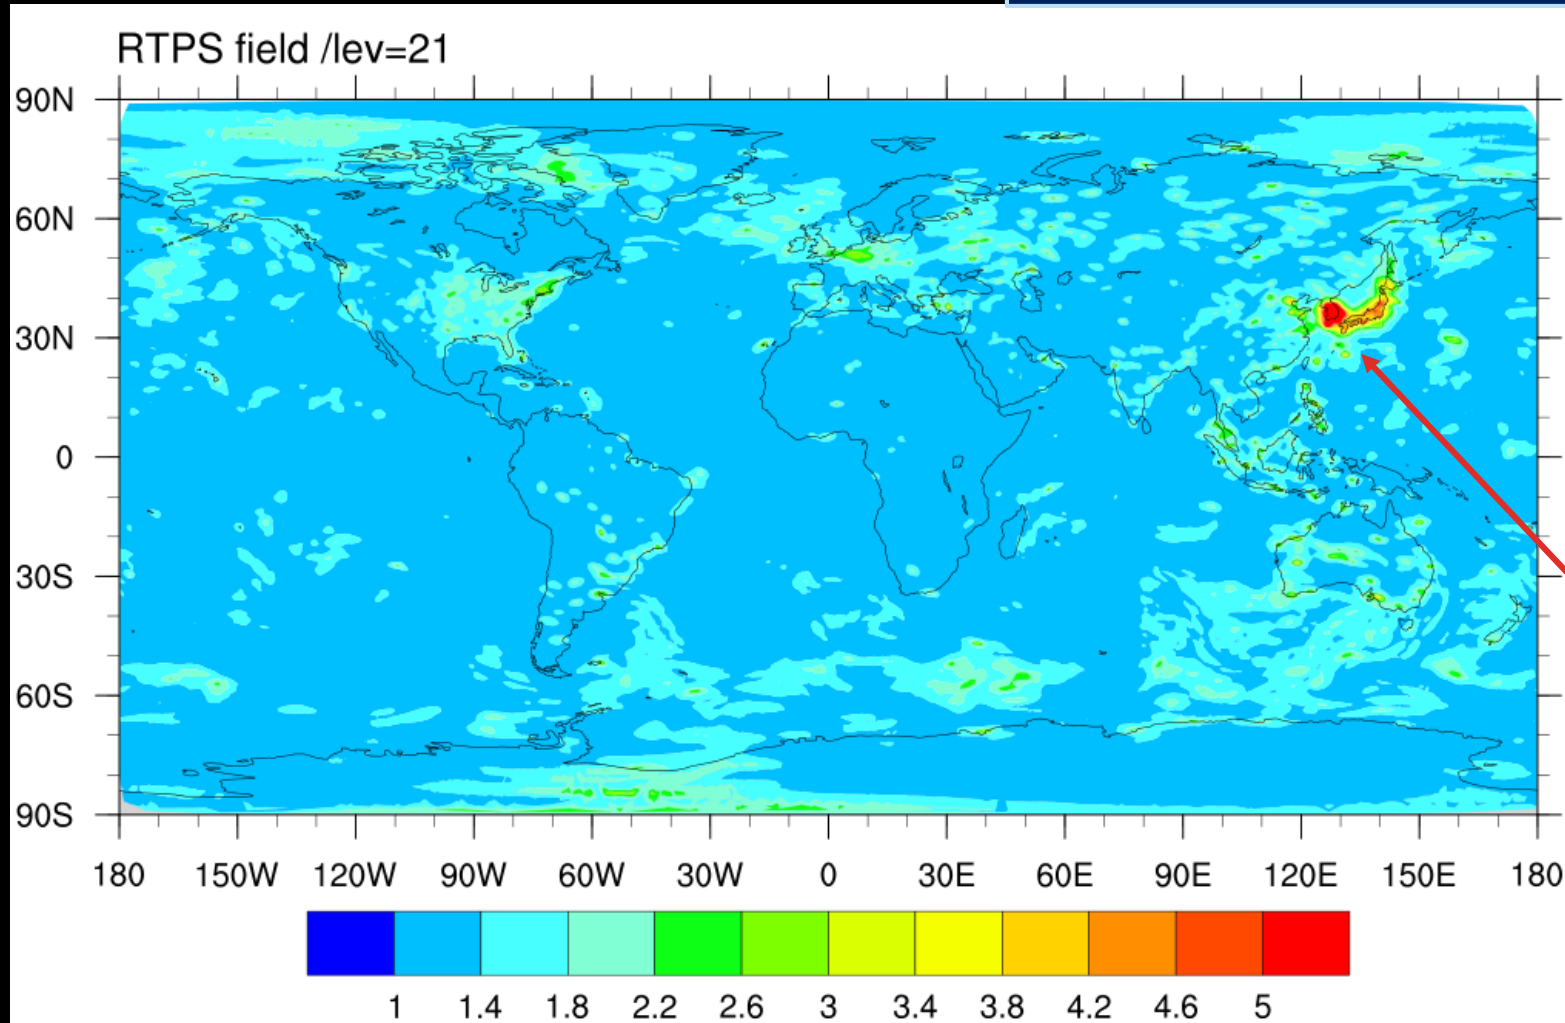 RTPS field /lev=21
90N
60N
30N
0
30S
60S
90S
180 150W 120W 90W 60W 30W 0 30E 60E 90E 120E 150E 180
1 1.4 1.8 2.2 2.6 3 3.4 3.8 4.2 4.6 5